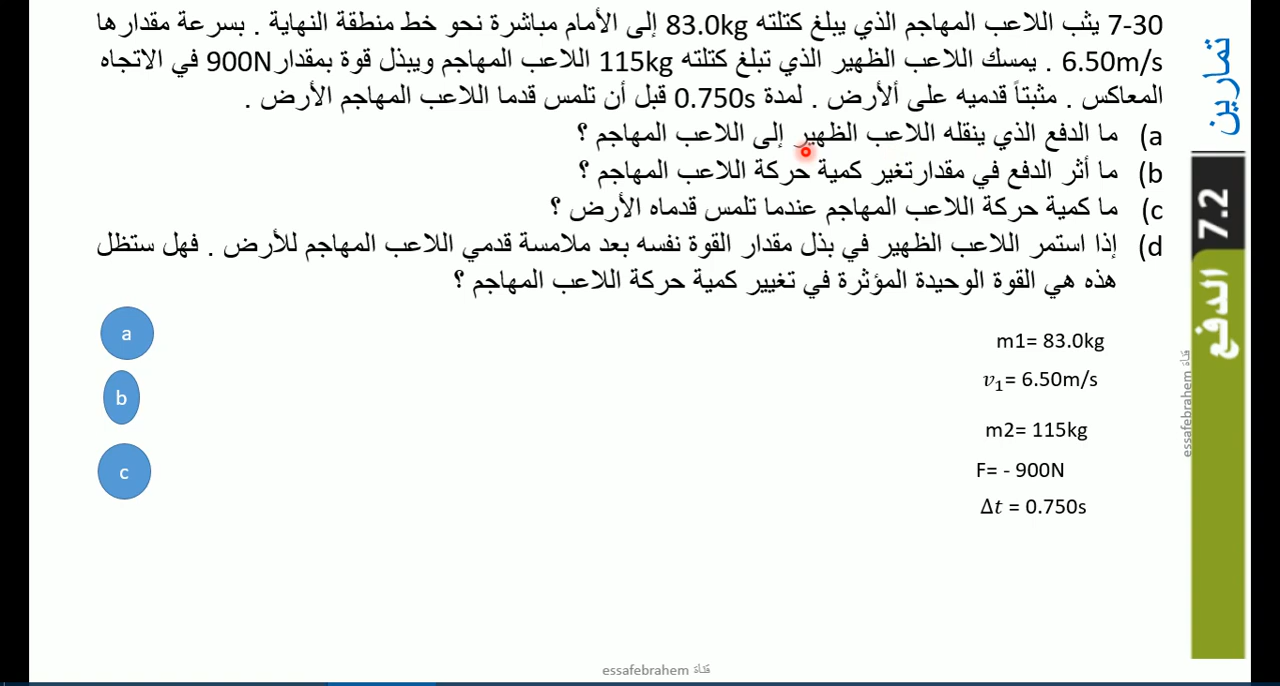 7-30 يثب اللاعب المهاجم الذي يبلغ كتلته 83.0kg إلى الأمام مباشرة نحو خط منطقة النهاية . بسرعة مقدارها
6.50m/s . يمسك اللاعب الظهير الذي تبلغ كتلته 115kg اللاعب المهاجم ويبذل قوة بمقدار900N في الاتجاه
المعاكس . مثبتاً قدميه على ألأرض . لمدة 0.750s قبل أن تلمس قدما اللاعب المهاجم الأرض .
a) ما الدفع الذي ينقله اللاعب الظهير إلى اللاعب المهاجم ؟
b) ما أثر الدفع في مقدارتغير كمية حركة اللاعب المهاجم ؟
c) ما كمية حركة اللاعب المهاجم عندما تلمس قدماه الأرض ؟
d) إذا استمر اللاعب الظهير في بذل مقدار القوة نفسه بعد ملامسة قدمي اللاعب المهاجم للأرض . فهل ستظل
هذه هي القوة الوحيدة المؤثرة في تغيير كمية حركة اللاعب المهاجم ؟
a
b
c
m1= 83.0kg
v₁= 6.50m/s
m2= 115kg
F= - 900N
Δt = 0.750s
تمارين
7.2
الدفع
قناة essafebrahem
قناة essafebrahem